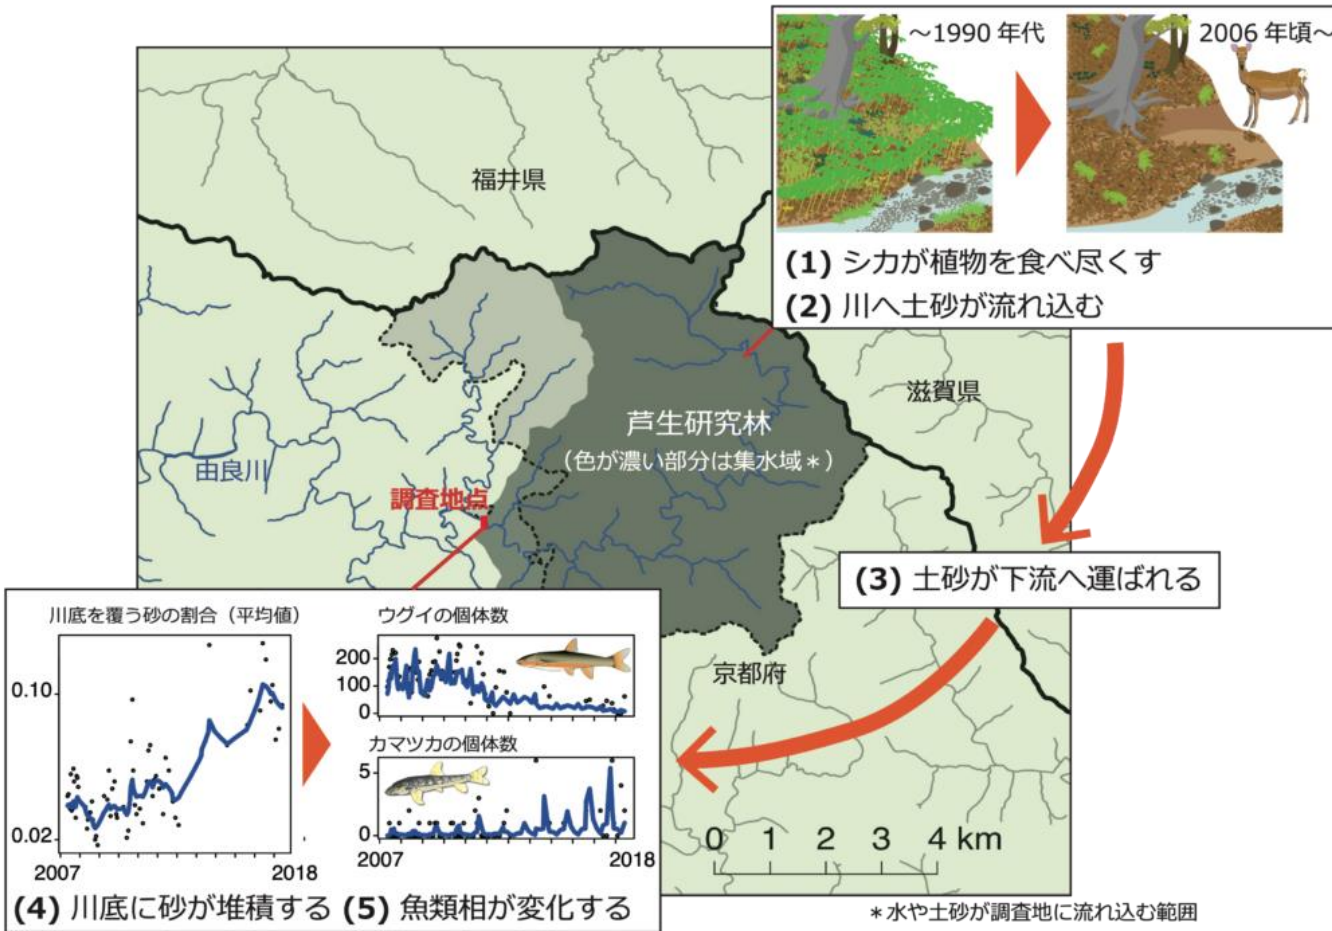 ～1990 年代
2006 年頃～
(1) シカが植物を食べ尽くす
(2) 川へ土砂が流れ込む
福井県
滋賀県
芦生研究林
（色が濃い部分は集水域＊）
由良川
調査地点
(3) 土砂が下流へ運ばれる
京都府
川底を覆う砂の割合（平均値）
0.10
0.02
2007
2018
ウグイの個体数
200
100
0
カマツカの個体数
5
0
2007
2018
(4) 川底に砂が堆積する
(5) 魚類相が変化する
0 1 2 3 4 km
＊水や土砂が調査地に流れ込む範囲